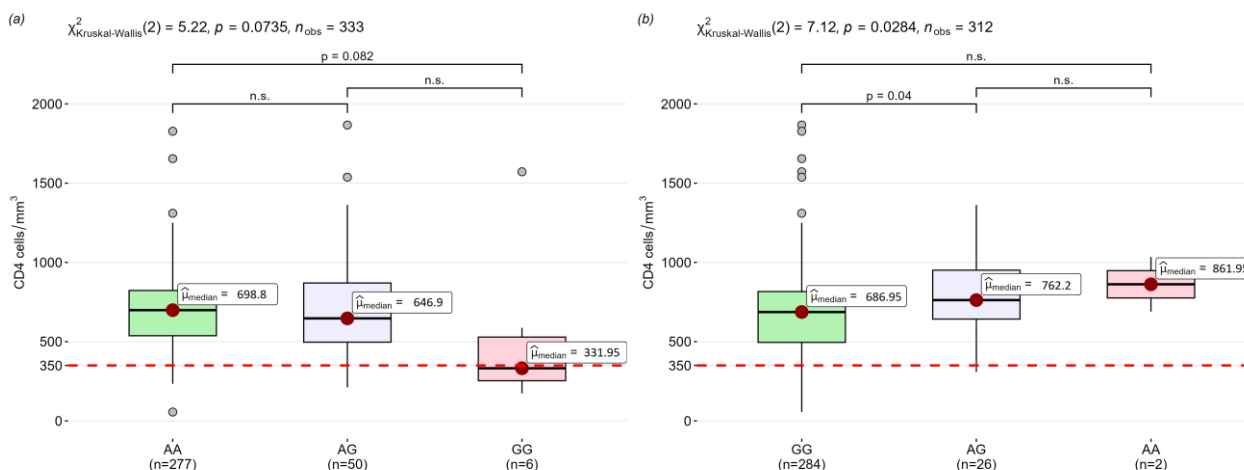 (a)
χ²Kruskal-Wallis(2) = 5.22, p = 0.0735, nobs = 333
p = 0.082
n.s.
n.s.
2000
1500
1000
500
350
0
CD4 cells/mm³
μ̂median = 698.8
μ̂median = 646.9
μ̂median = 331.95
AA
(n=277)
AG
(n=50)
GG
(n=6)
(b)
χ²Kruskal-Wallis(2) = 7.12, p = 0.0284, nobs = 312
n.s.
p = 0.04
n.s.
2000
1500
1000
500
350
0
CD4 cells/mm³
μ̂median = 686.95
μ̂median = 762.2
μ̂median = 861.95
GG
(n=284)
AG
(n=26)
AA
(n=2)